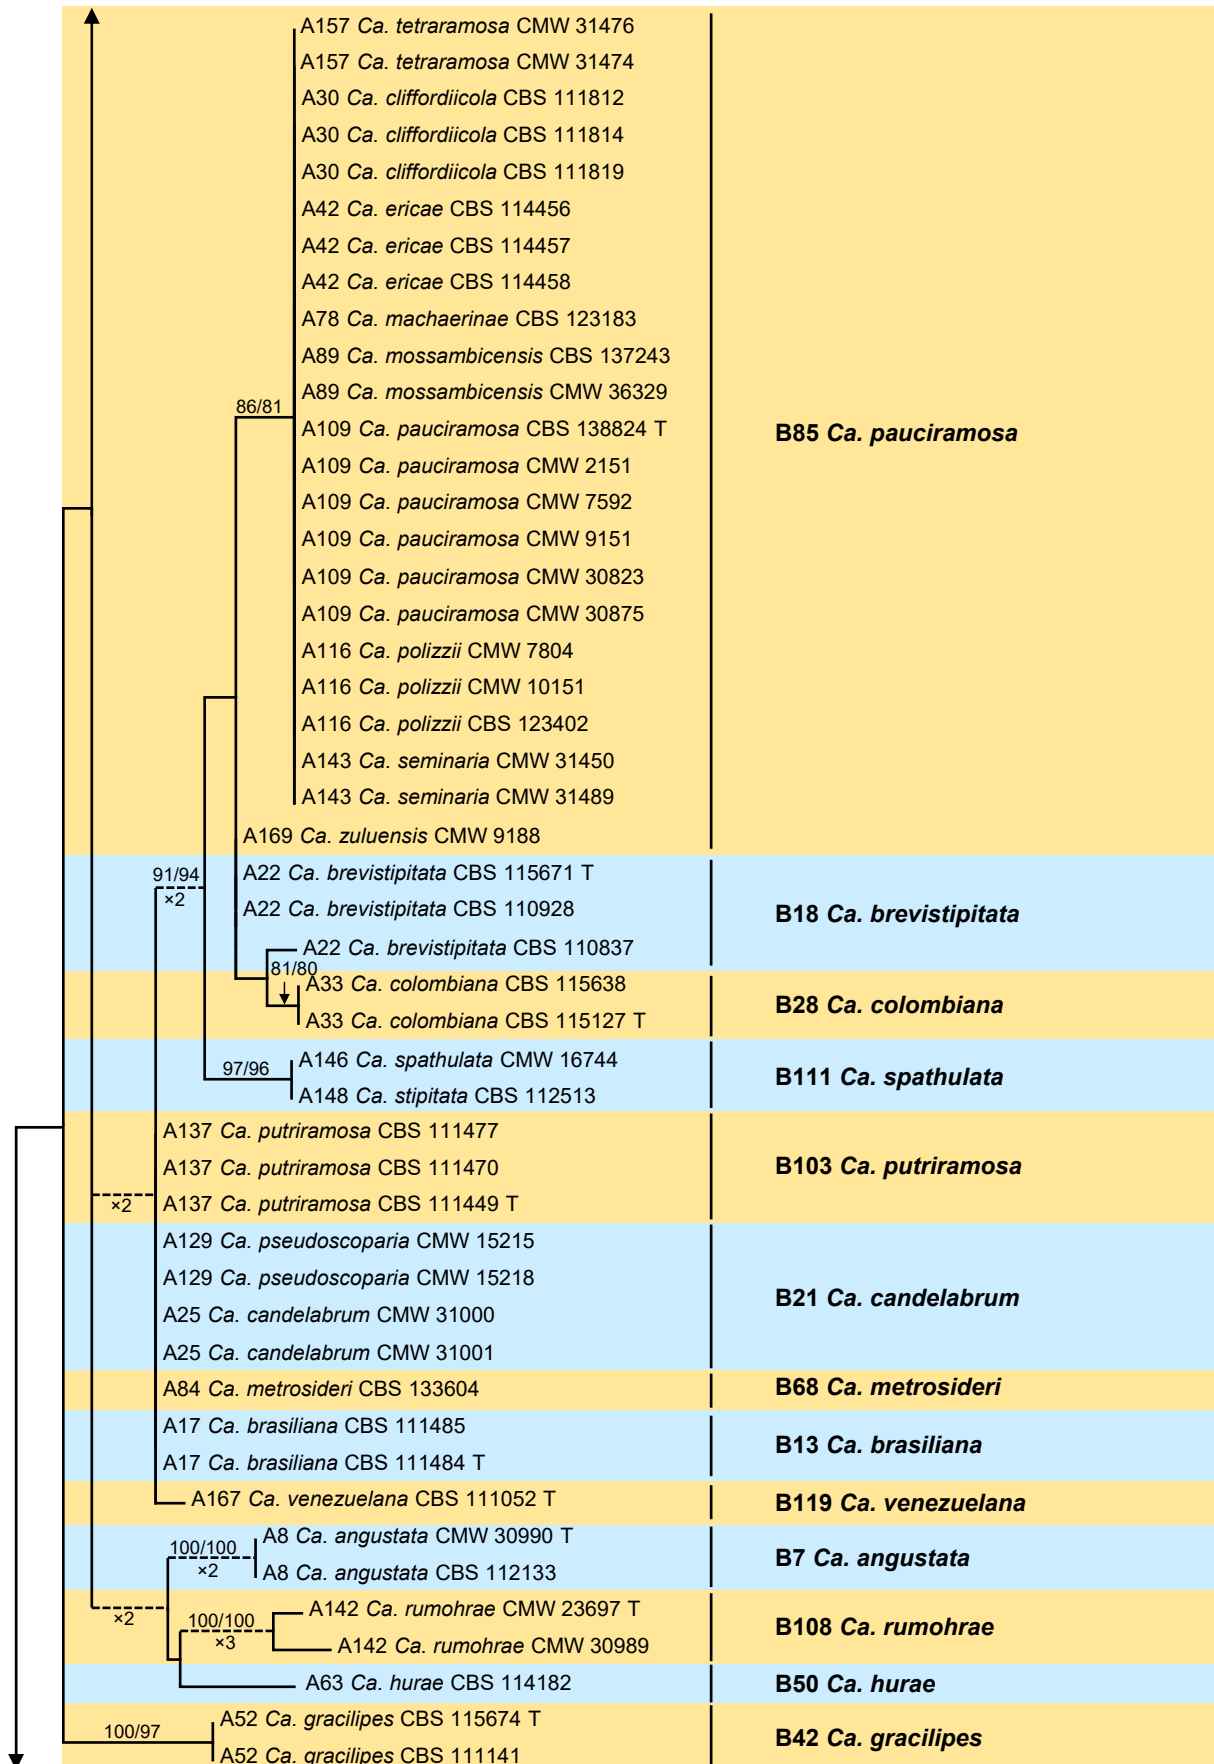 A157 Ca. tetraramosa CMW 31476
A157 Ca. tetraramosa CMW 31474
A30 Ca. cliffordiicola CBS 111812
A30 Ca. cliffordiicola CBS 111814
A30 Ca. cliffordiicola CBS 111819
A42 Ca. ericae CBS 114456
A42 Ca. ericae CBS 114457
A42 Ca. ericae CBS 114458
A78 Ca. machaerinae CBS 123183
A89 Ca. mossambicensis CBS 137243
A89 Ca. mossambicensis CMW 36329
86/81
A109 Ca. pauciramosa CBS 138824 T
B85 Ca. pauciramosa
A109 Ca. pauciramosa CMW 2151
A109 Ca. pauciramosa CMW 7592
A109 Ca. pauciramosa CMW 9151
A109 Ca. pauciramosa CMW 30823
A109 Ca. pauciramosa CMW 30875
A116 Ca. polizzii CMW 7804
A116 Ca. polizzii CMW 10151
A116 Ca. polizzii CBS 123402
A143 Ca. seminaria CMW 31450
A143 Ca. seminaria CMW 31489
A169 Ca. zuluensis CMW 9188
91/94
×2
A22 Ca. brevistipitata CBS 115671 T
A22 Ca. brevistipitata CBS 110928
B18 Ca. brevistipitata
A22 Ca. brevistipitata CBS 110837
81/80
A33 Ca. colombiana CBS 115638
B28 Ca. colombiana
A33 Ca. colombiana CBS 115127 T
97/96
A146 Ca. spathulata CMW 16744
B111 Ca. spathulata
A148 Ca. stipitata CBS 112513
A137 Ca. putriramosa CBS 111477
A137 Ca. putriramosa CBS 111470
B103 Ca. putriramosa
A137 Ca. putriramosa CBS 111449 T
×2
A129 Ca. pseudoscoparia CMW 15215
A129 Ca. pseudoscoparia CMW 15218
B21 Ca. candelabrum
A25 Ca. candelabrum CMW 31000
A25 Ca. candelabrum CMW 31001
A84 Ca. metrosideri CBS 133604
B68 Ca. metrosideri
A17 Ca. brasiliana CBS 111485
B13 Ca. brasiliana
A17 Ca. brasiliana CBS 111484 T
A167 Ca. venezuelana CBS 111052 T
B119 Ca. venezuelana
100/100
×2
A8 Ca. angustata CMW 30990 T
B7 Ca. angustata
A8 Ca. angustata CBS 112133
×2
100/100
×3
A142 Ca. rumohrae CMW 23697 T
B108 Ca. rumohrae
A142 Ca. rumohrae CMW 30989
A63 Ca. hurae CBS 114182
B50 Ca. hurae
100/97
A52 Ca. gracilipes CBS 115674 T
B42 Ca. gracilipes
A52 Ca. gracilipes CBS 111141